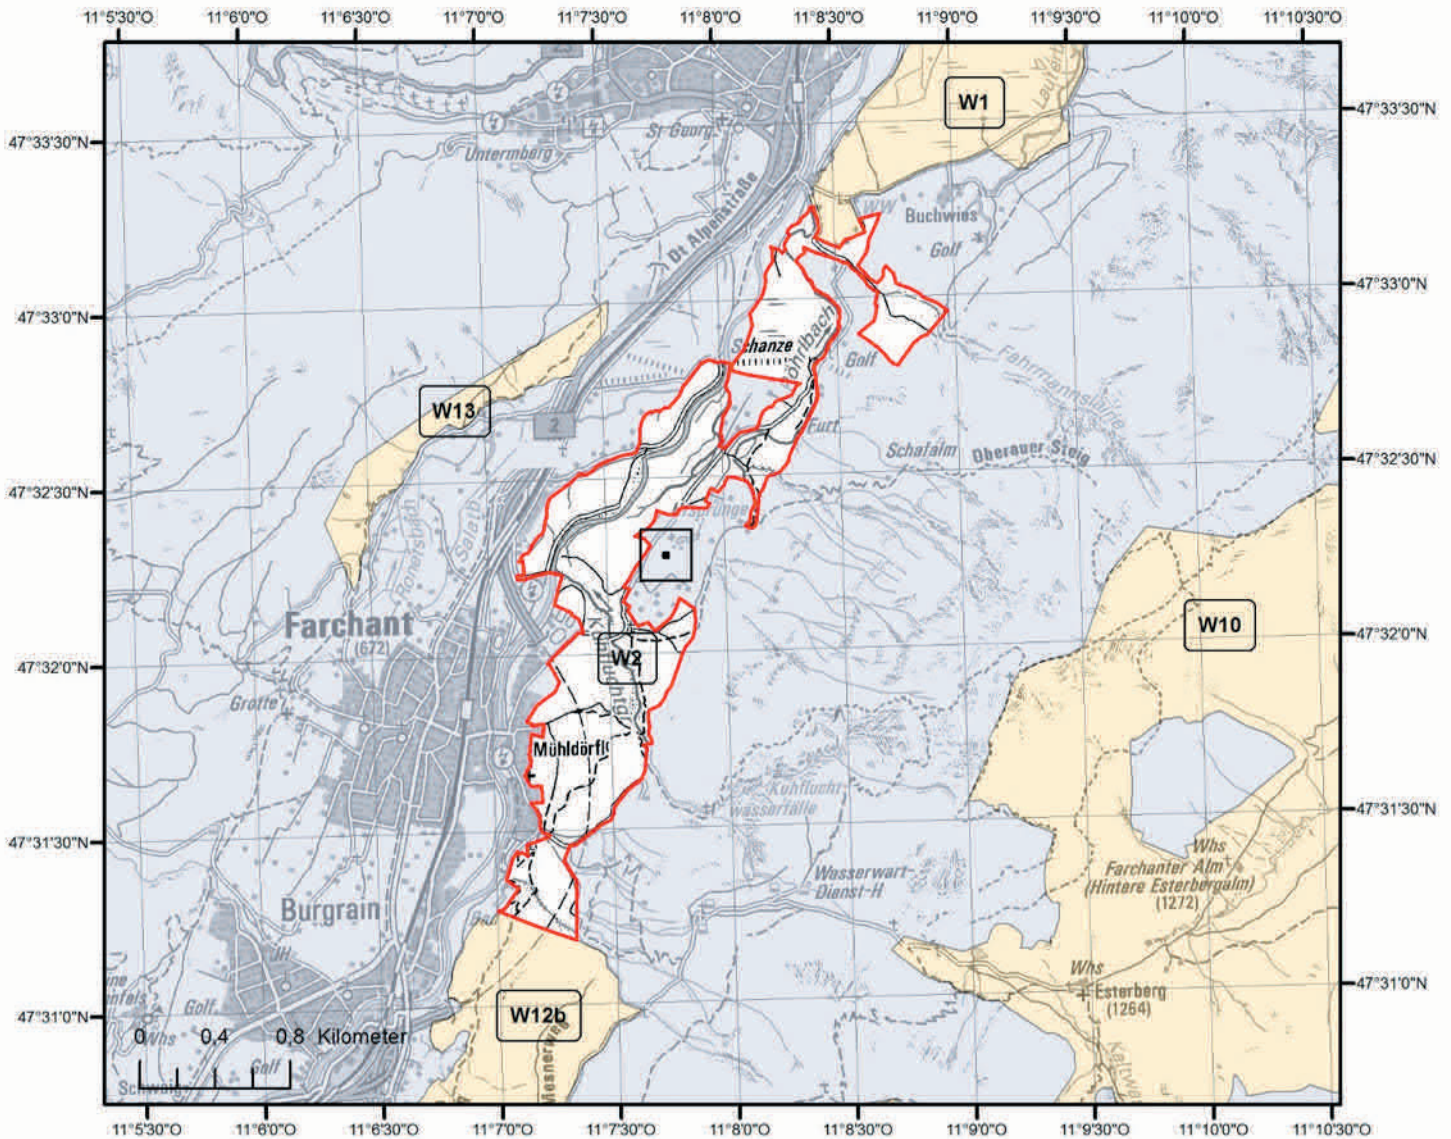 11°5'30"O 11°6'0"O 11°6'30"O 11°7'0"O 11°7'30"O 11°8'0"O 11°8'30"O 11°9'0"O 11°9'30"O 11°10'0"O 11°10'30"O
W1
47°33'30"N
47°33'30"N
St Georg
Untermberg
Dt Alpenstraße
WW
Buchwies
Golf
47°33'0"N
47°33'0"N
Schanze
Golf
W13
2
Furt
Schafalm
Oberauer Steig
47°32'30"N
47°32'30"N
Farchant
(672)
W10
47°32'0"N
47°32'0"N
W2
Grotte
Mühldörfl
Kuhflucht
wasserfälle
47°31'30"N
47°31'30"N
Whs
Farchanter Alm
(Hintere Esterbergalm)
(1272)
Wasserwart-
Dienst-H
Burgrain
JH
Whs
Esterberg
(1264)
47°31'0"N
47°31'0"N
Golf
W12b
0 0.4 0.8 Kilometer
Whs
Golf
Schwaig
Mesnerweg
11°5'30"O 11°6'0"O 11°6'30"O 11°7'0"O 11°7'30"O 11°8'0"O 11°8'30"O 11°9'0"O 11°9'30"O 11°10'0"O 11°10'30"O